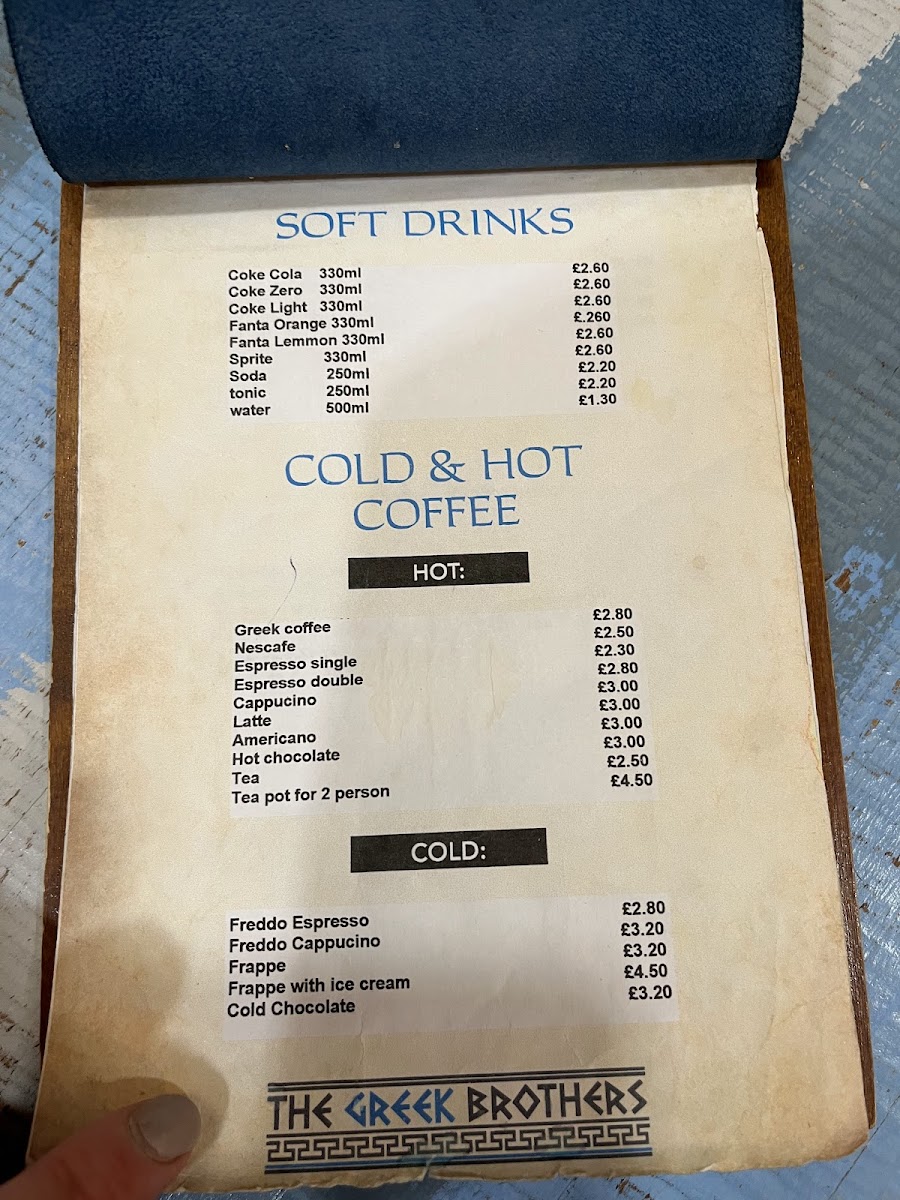 SOFT DRINKS
Coke Cola 330ml £2.60
Coke Zero 330ml £2.60
Coke Light 330ml £2.60
Fanta Orange 330ml £.260
Fanta Lemmon 330ml £2.60
Sprite 330ml £2.60
Soda 250ml £2.20
tonic 250ml £2.20
water 500ml £1.30
COLD & HOT
COFFEE
HOT:
Greek coffee £2.80
Nescafe £2.50
Espresso single £2.30
Espresso double £2.80
Cappucino £3.00
Latte £3.00
Americano £3.00
Hot chocolate £3.00
Tea £2.50
Tea pot for 2 person £4.50
COLD:
Freddo Espresso £2.80
Freddo Cappucino £3.20
Frappe £3.20
Frappe with ice cream £4.50
Cold Chocolate £3.20
THE GREEK BROTHERS